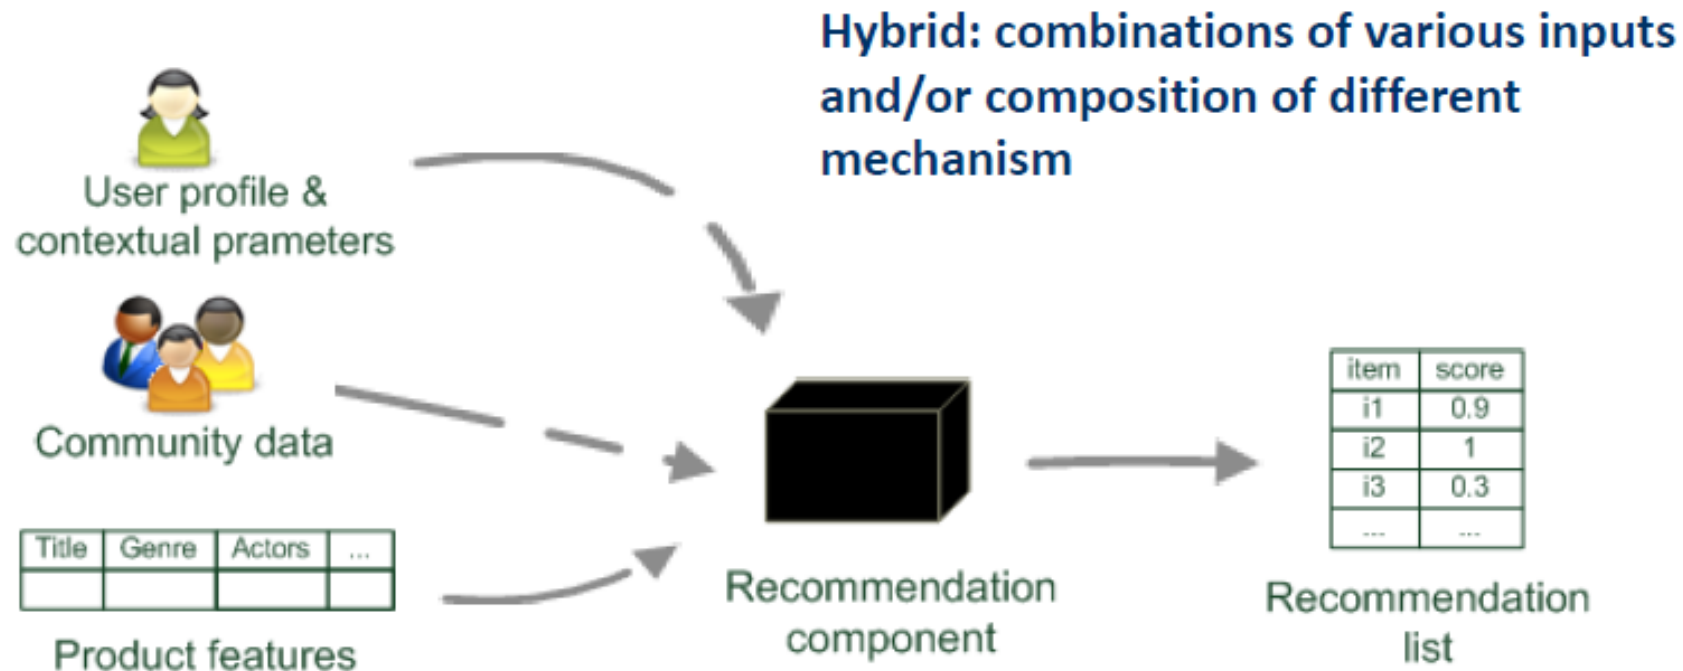 Hybrid: combinations of various inputs
and/or composition of different
mechanism
User profile &
contextual prameters
Community data
Title Genre Actors ...
Product features
Recommendation
component
item score
i1 0.9
i2 1
i3 0.3
... ...
Recommendation
list